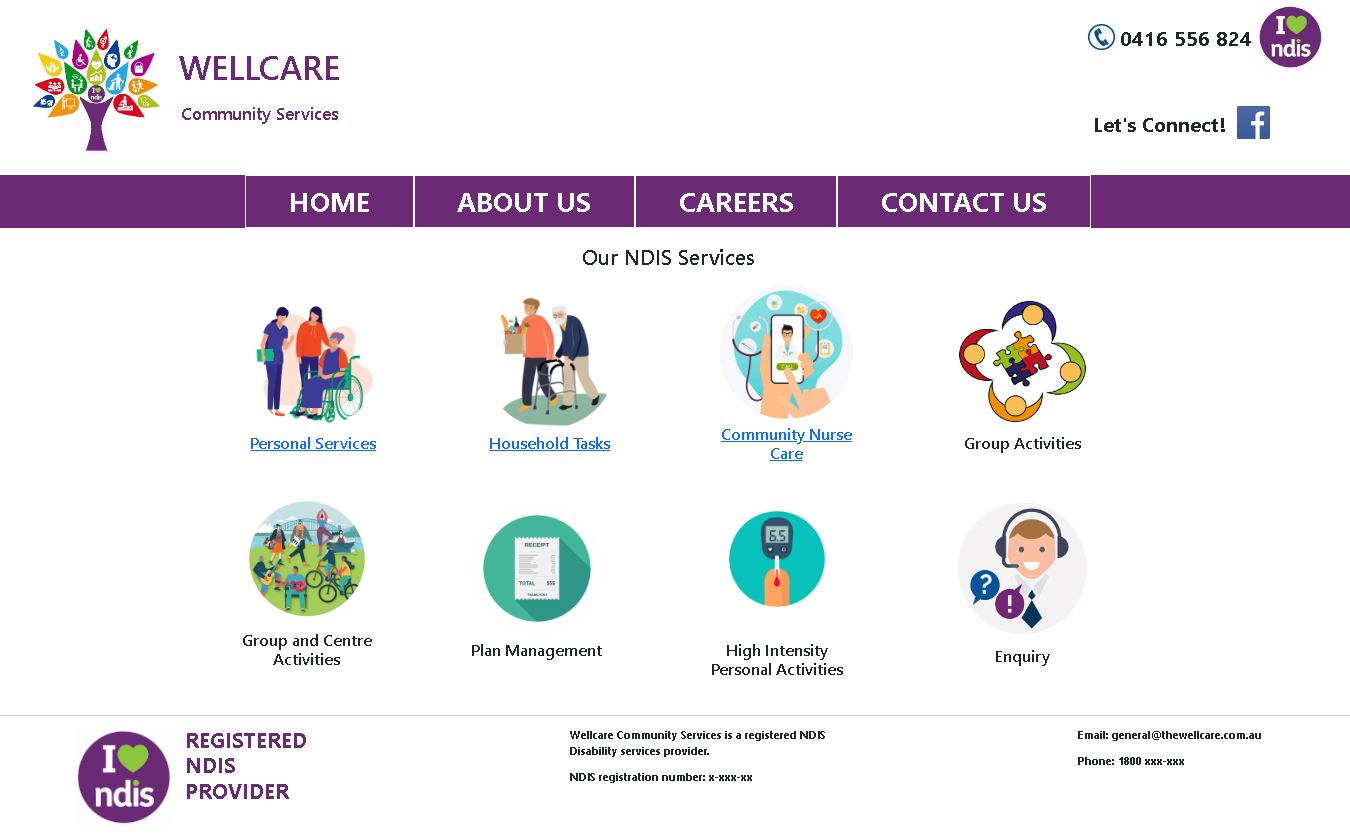 WELLCARE
Community Services
0416 556 824
I
ndis
Let's Connect!
HOME
ABOUT US
CAREERS
CONTACT US
Our NDIS Services
CALL
Personal Services
Household Tasks
Community Nurse
Care
Group Activities
RECEIPT
TOTAL $$$
THANK YOU!
6.5
?
!
Group and Centre
Activities
Plan Management
High Intensity
Personal Activities
Enquiry
I
ndis
REGISTERED
NDIS
PROVIDER
Wellcare Community Services is a registered NDIS
Disability services provider.
NDIS registration number: x-xxx-xx
Email: general@thewellcare.com.au
Phone: 1800 xxx-xxx